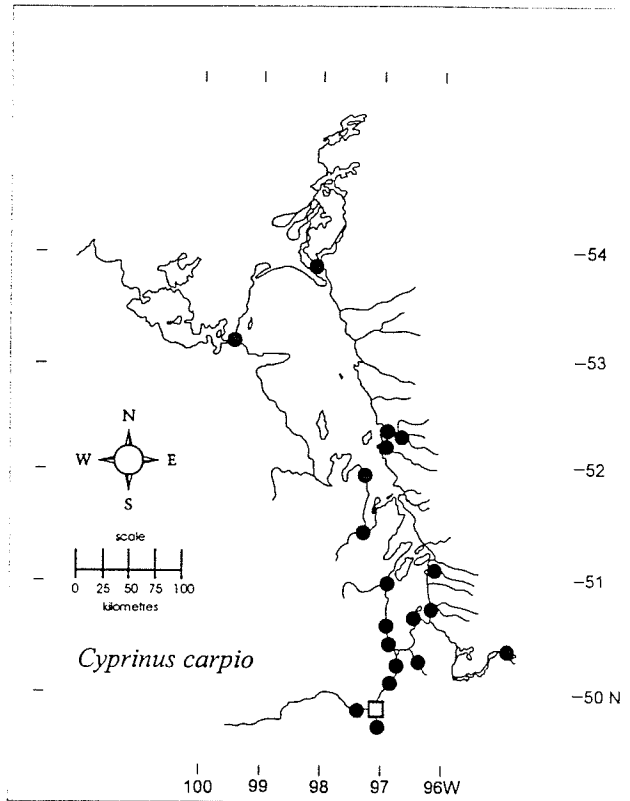 —54
—53
N
W E
S
—52
scale
0 25 50 75 100
kilometres
—51
Cyprinus carpio
—50 N
100 99 98 97 96W